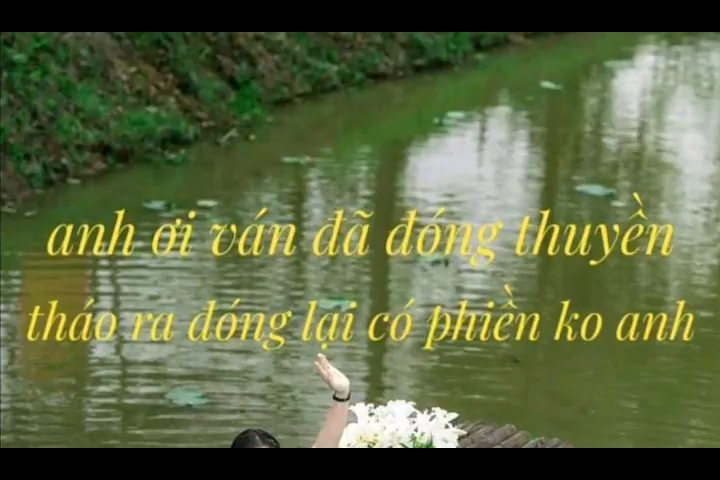 anh ơi ván đã đóng thuyền
tháo ra đóng lại có phiền ko anh